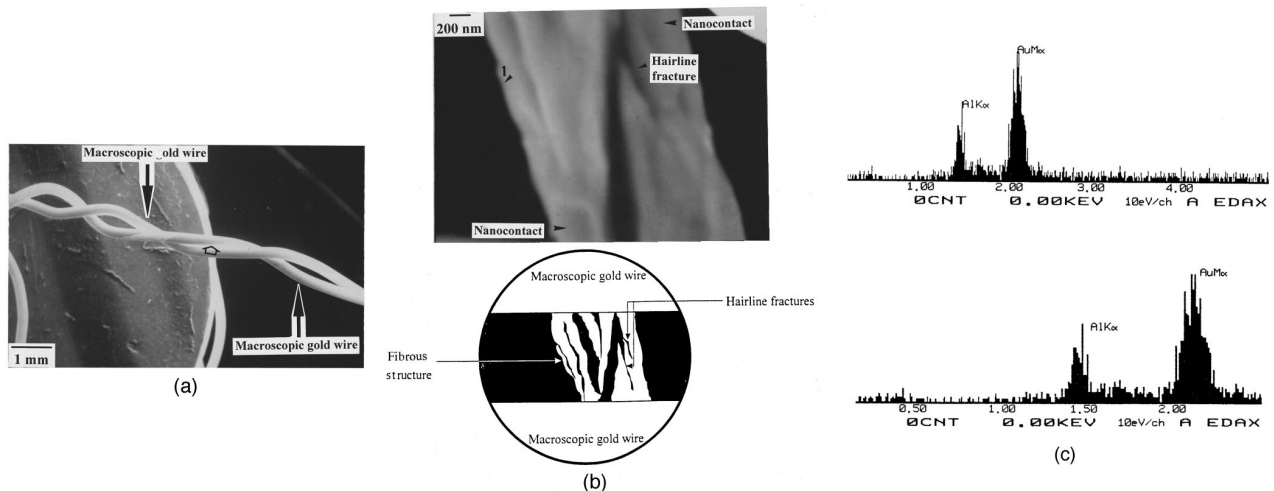 Macroscopic gold wire
Macroscopic gold wire
1 mm
(a)
200 nm
Nanocontact
1
Hairline
fracture
Nanocontact
Macroscopic gold wire
Hairline fractures
Fibrous
structure
Macroscopic gold wire
(b)
AuMα
AlKα
1.00 2.00 3.00 4.00
0CNT 0.00KEV 10eV/ch A EDAX
AuMα
AlKα
0.50 1.00 1.50 2.00
0CNT 0.00KEV 10eV/ch A EDAX
(c)